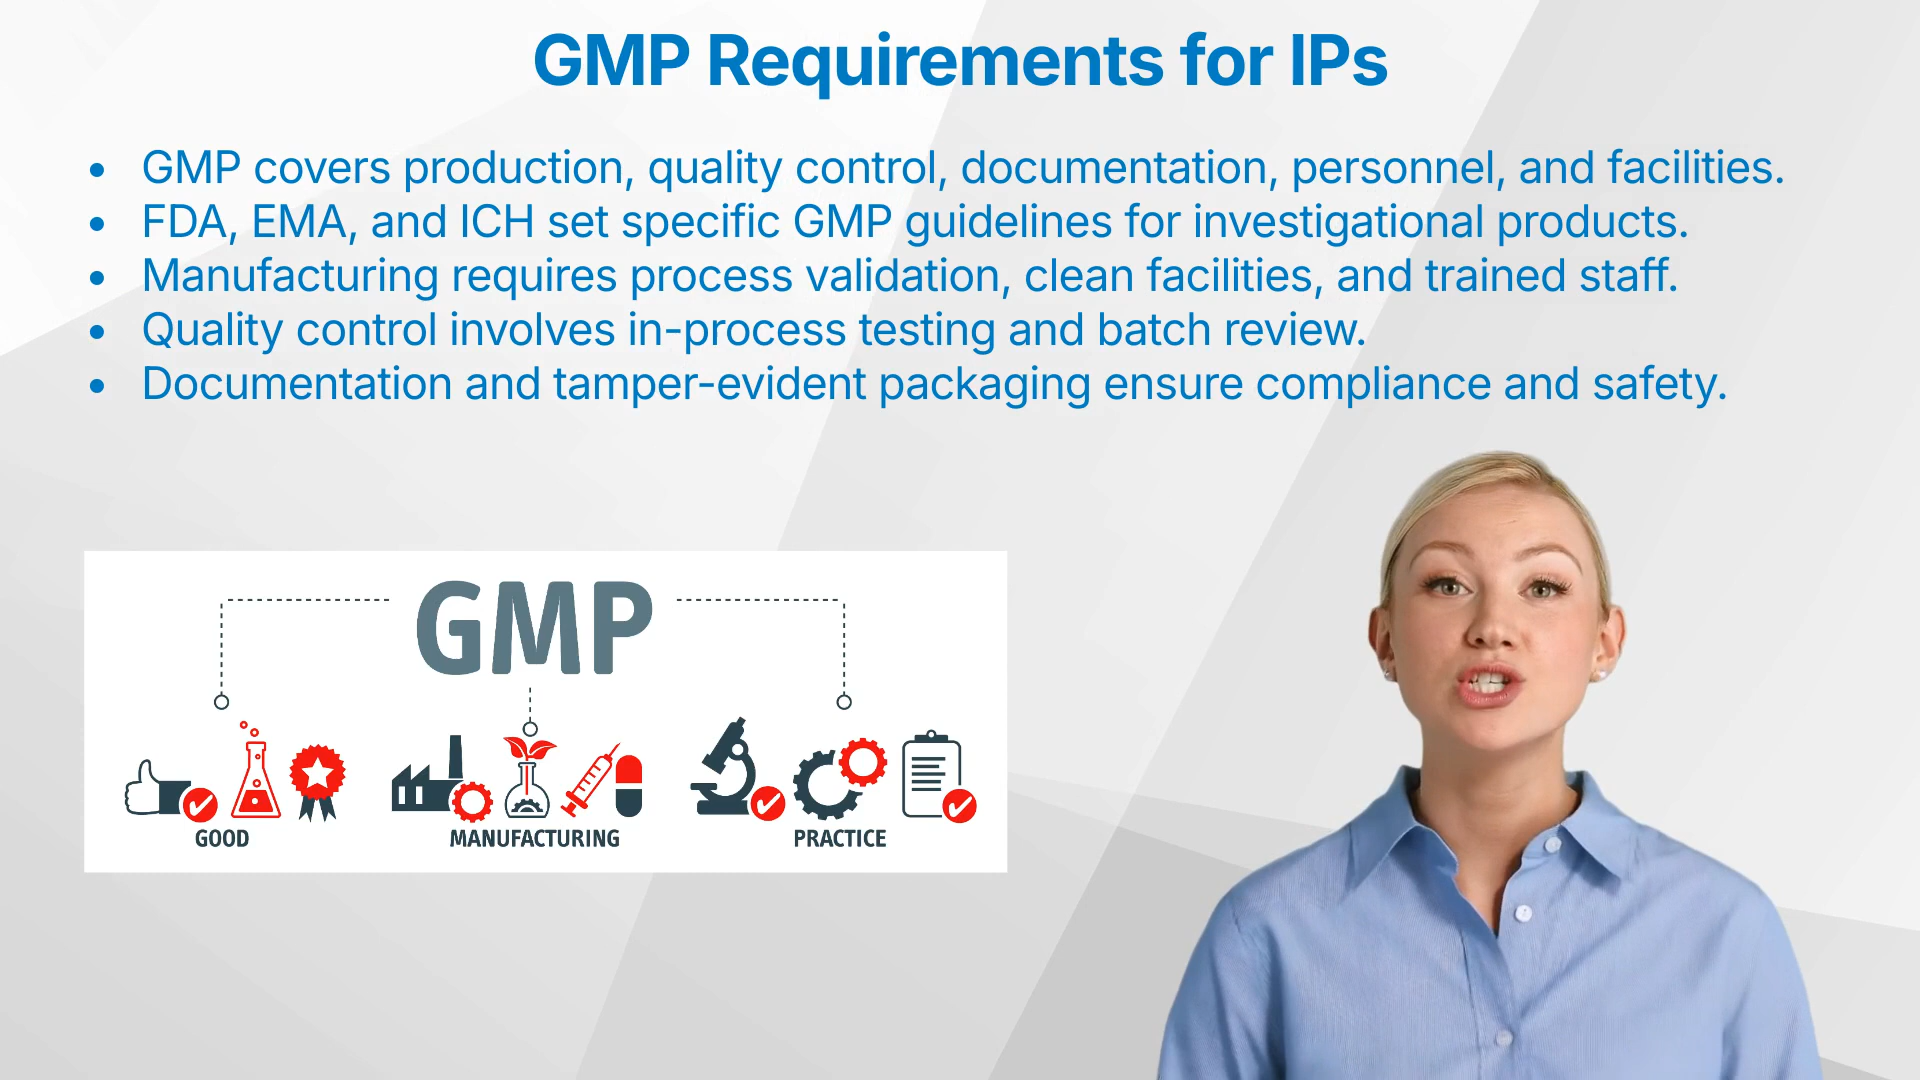 GMP Requirements for IPs
• GMP covers production, quality control, documentation, personnel, and facilities.
• FDA, EMA, and ICH set specific GMP guidelines for investigational products.
• Manufacturing requires process validation, clean facilities, and trained staff.
• Quality control involves in-process testing and batch review.
• Documentation and tamper-evident packaging ensure compliance and safety.
GMP
GOOD
MANUFACTURING
PRACTICE